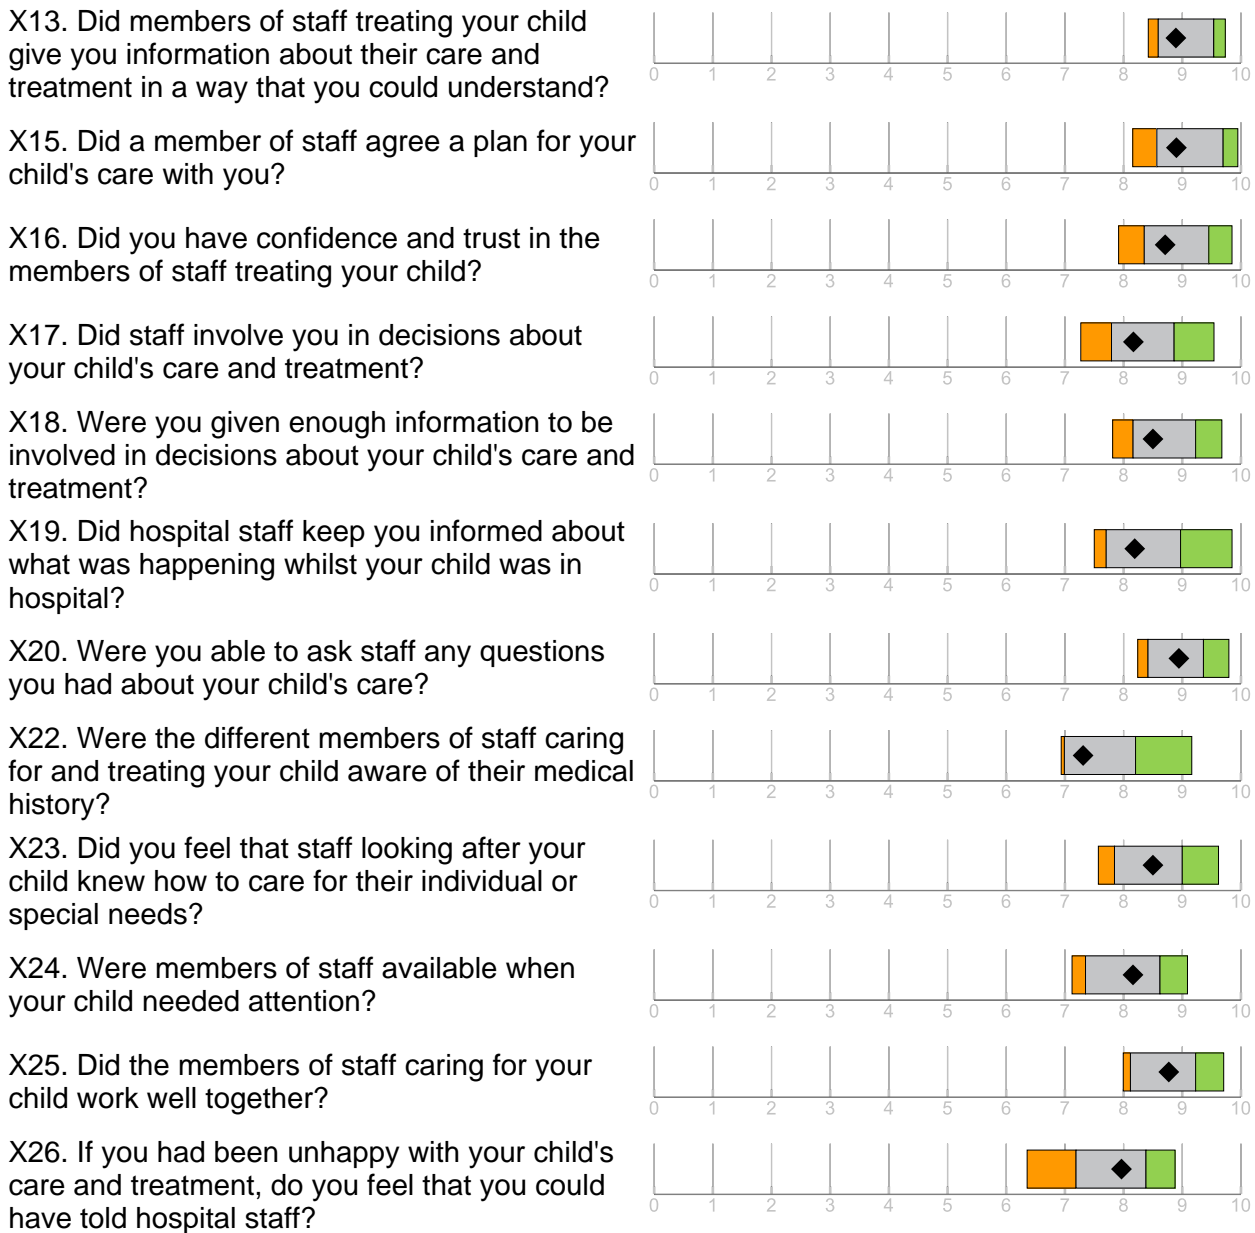 X13. Did members of staff treating your child
give you information about their care and
treatment in a way that you could understand?
0 1 2 3 4 5 6 7 8 9 10
X15. Did a member of staff agree a plan for your
child's care with you?
0 1 2 3 4 5 6 7 8 9 10
X16. Did you have confidence and trust in the
members of staff treating your child?
0 1 2 3 4 5 6 7 8 9 10
X17. Did staff involve you in decisions about
your child's care and treatment?
0 1 2 3 4 5 6 7 8 9 10
X18. Were you given enough information to be
involved in decisions about your child's care and
treatment?
0 1 2 3 4 5 6 7 8 9 10
X19. Did hospital staff keep you informed about
what was happening whilst your child was in
hospital?
0 1 2 3 4 5 6 7 8 9 10
X20. Were you able to ask staff any questions
you had about your child's care?
0 1 2 3 4 5 6 7 8 9 10
X22. Were the different members of staff caring
for and treating your child aware of their medical
history?
0 1 2 3 4 5 6 7 8 9 10
X23. Did you feel that staff looking after your
child knew how to care for their individual or
special needs?
0 1 2 3 4 5 6 7 8 9 10
X24. Were members of staff available when
your child needed attention?
0 1 2 3 4 5 6 7 8 9 10
X25. Did the members of staff caring for your
child work well together?
0 1 2 3 4 5 6 7 8 9 10
X26. If you had been unhappy with your child's
care and treatment, do you feel that you could
have told hospital staff?
0 1 2 3 4 5 6 7 8 9 10